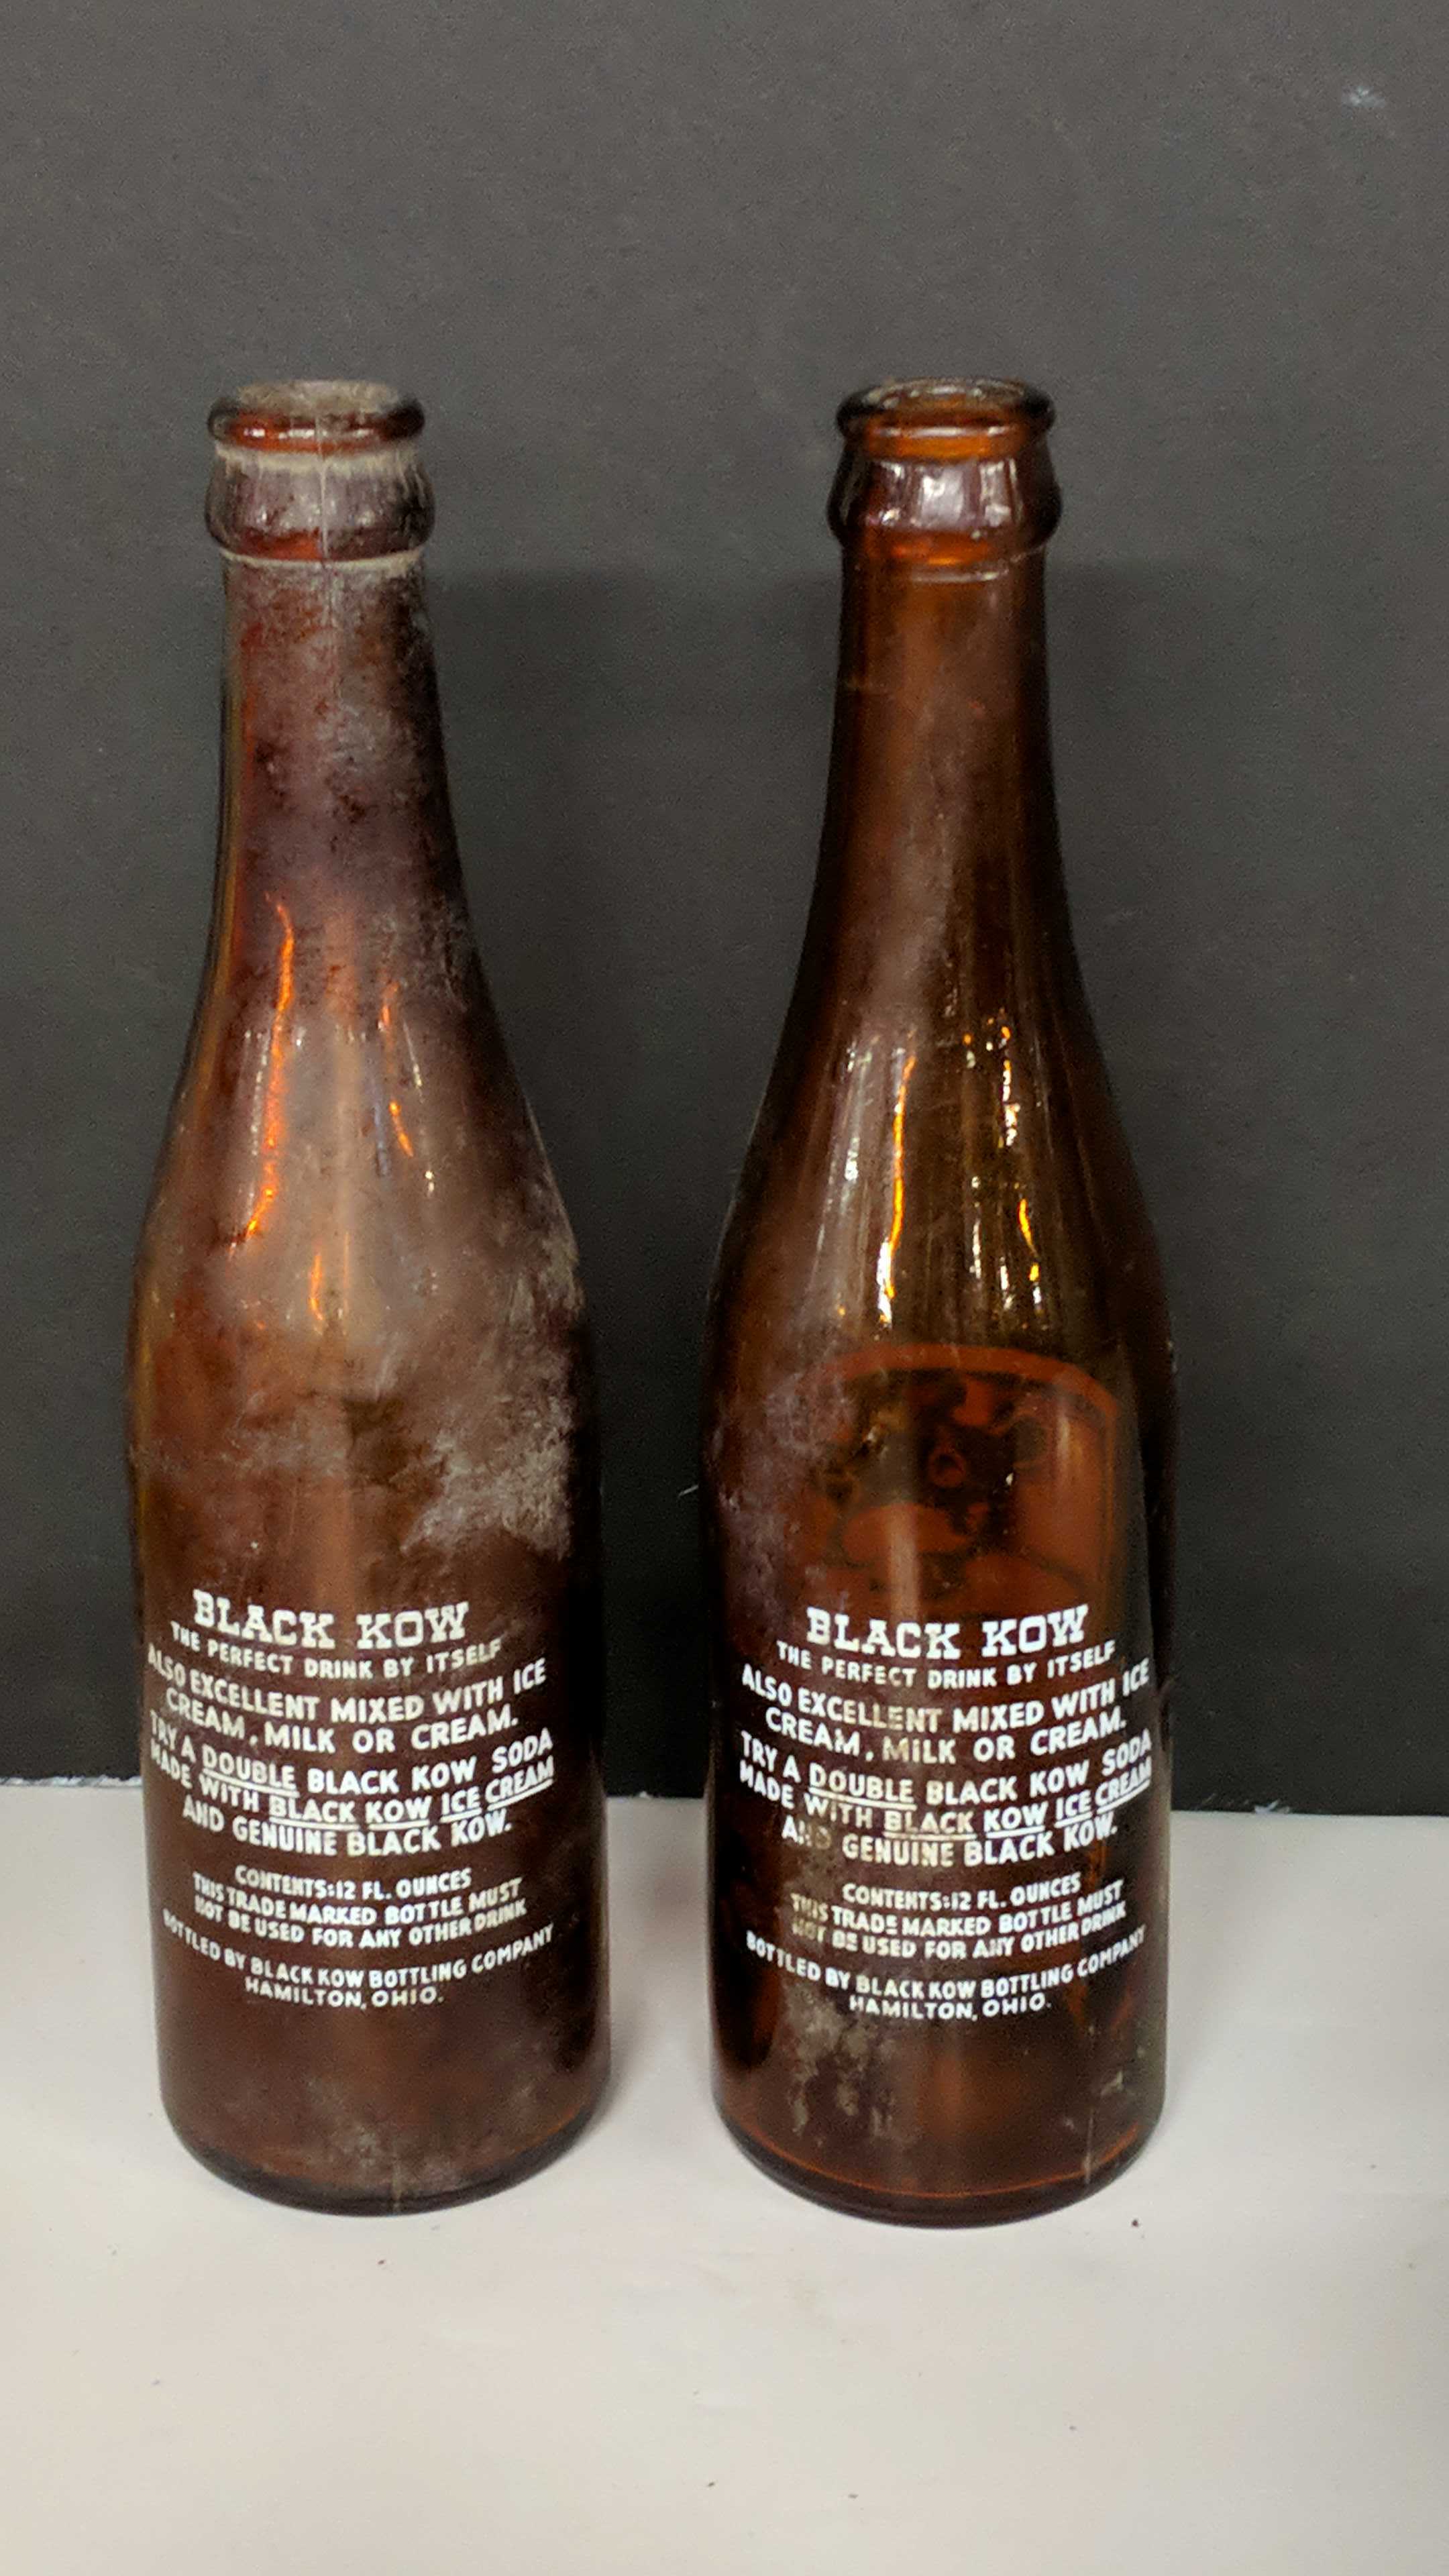 BLACK KOW
THE PERFECT DRINK BY ITSELF
ALSO EXCELLENT MIXED WITH ICE
CREAM, MILK OR CREAM.
TRY A DOUBLE BLACK KOW SODA
MADE WITH BLACK KOW ICE CREAM
AND GENUINE BLACK KOW.
CONTENTS:12 FL. OUNCES
THIS TRADE MARKED BOTTLE MUST
NOT BE USED FOR ANY OTHER DRINK
BOTTLED BY BLACK KOW BOTTLING COMPANY
HAMILTON, OHIO.
BLACK KOW
THE PERFECT DRINK BY ITSELF
ALSO EXCELLENT MIXED WITH ICE
CREAM, MILK OR CREAM.
TRY A DOUBLE BLACK KOW SODA
MADE WITH BLACK KOW ICE CREAM
AND GENUINE BLACK KOW.
CONTENTS:12 FL. OUNCES
THIS TRADE MARKED BOTTLE MUST
NOT BE USED FOR ANY OTHER DRINK
BOTTLED BY BLACK KOW BOTTLING COMPANY
HAMILTON, OHIO.